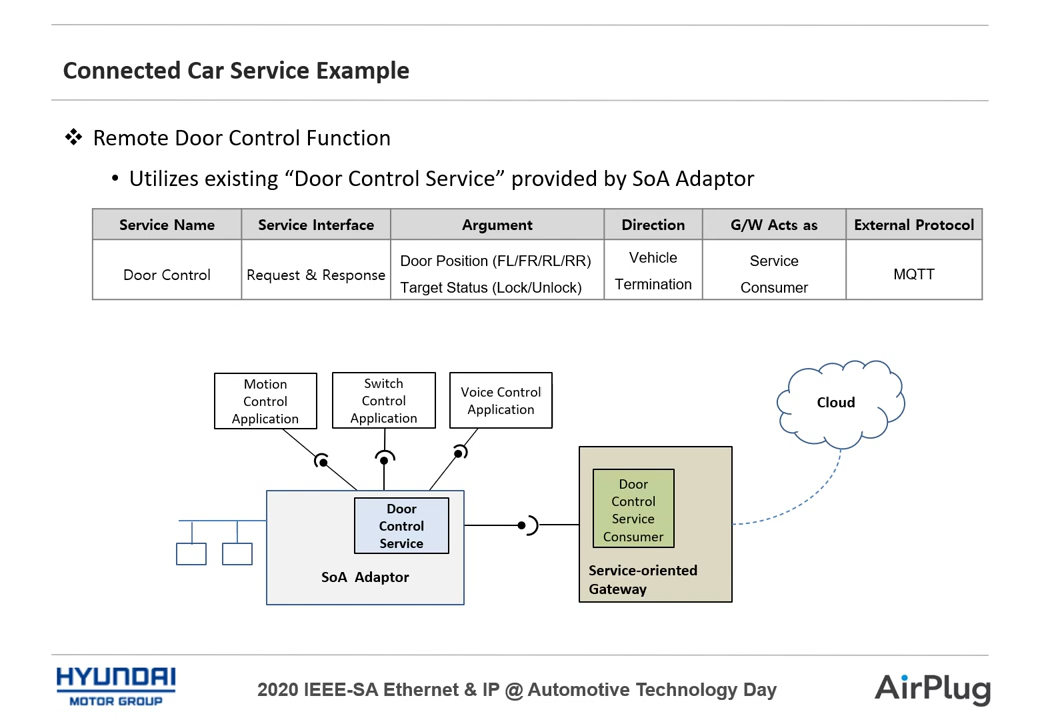 Connected Car Service Example
❖ Remote Door Control Function
• Utilizes existing “Door Control Service” provided by SoA Adaptor
Service Name Service Interface Argument Direction G/W Acts as External Protocol
Door Control Request & Response Door Position (FL/FR/RL/RR) Vehicle Service MQTT
Target Status (Lock/Unlock) Termination Consumer
Motion
Control
Application
Switch
Control
Application
Voice Control
Application
Cloud
Door
Control
Service
SoA Adaptor
Door
Control
Service
Consumer
Service-oriented
Gateway
HYUNDAI
MOTOR GROUP
2020 IEEE-SA Ethernet & IP @ Automotive Technology Day
AirPlug